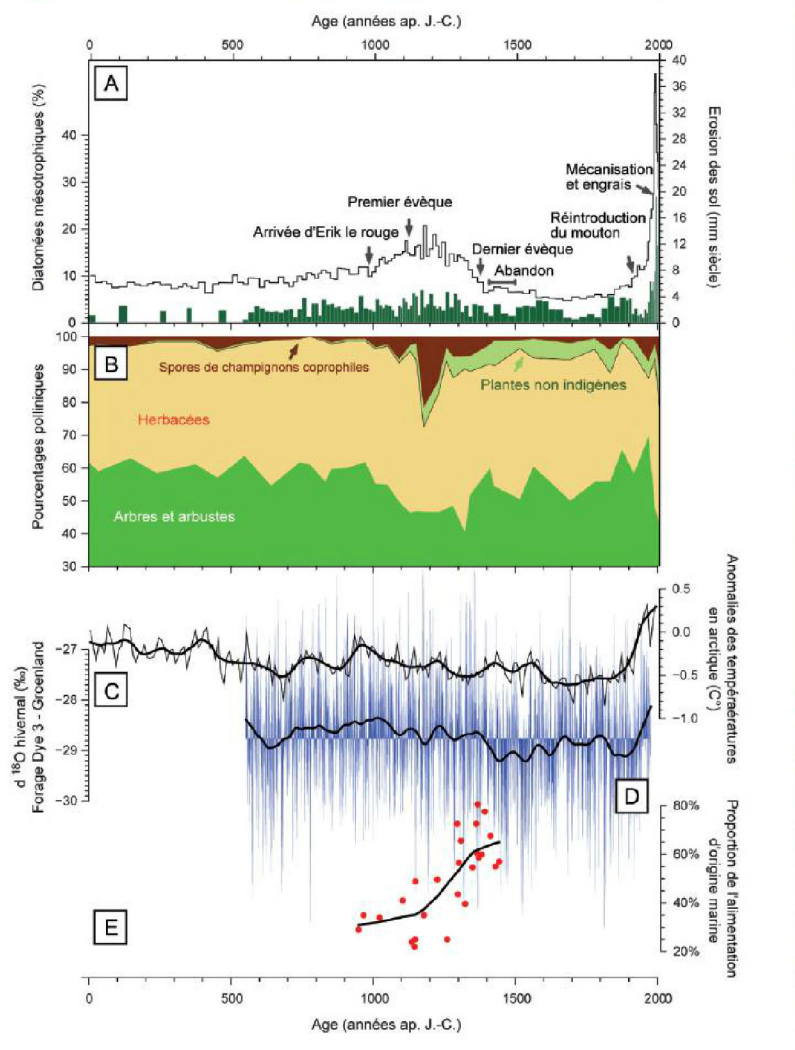 Age (années ap. J.-C.)
0 500 1000 1500 2000
A
Diatomées mésotrophiques (%)
40
30
20
10
0
Erosion des sol (mm siècle)
40
36
32
28
24
20
16
12
8
4
0
Mécanisation
et engrais
Premier évèque
Réintroduction
du mouton
Arrivée d'Erik le rouge
Dernier évèque
Abandon
B
Pourcentages polliniques
100
90
80
70
60
50
40
30
Spores de champignons coprophiles
Plantes non indigènes
Herbacées
Arbres et arbustes
C
d 18O hivernal (‰)
Forage Dye 3 - Groenland
-27
-28
-29
-30
Anomalies des tempéraratures
en arctique (C°)
0.5
0.0
-0.5
-1.0
D
E
Proportion de l'alimentation
d'origine marine
80%
60%
40%
20%
0 500 1000 1500 2000
Age (années ap. J.-C.)